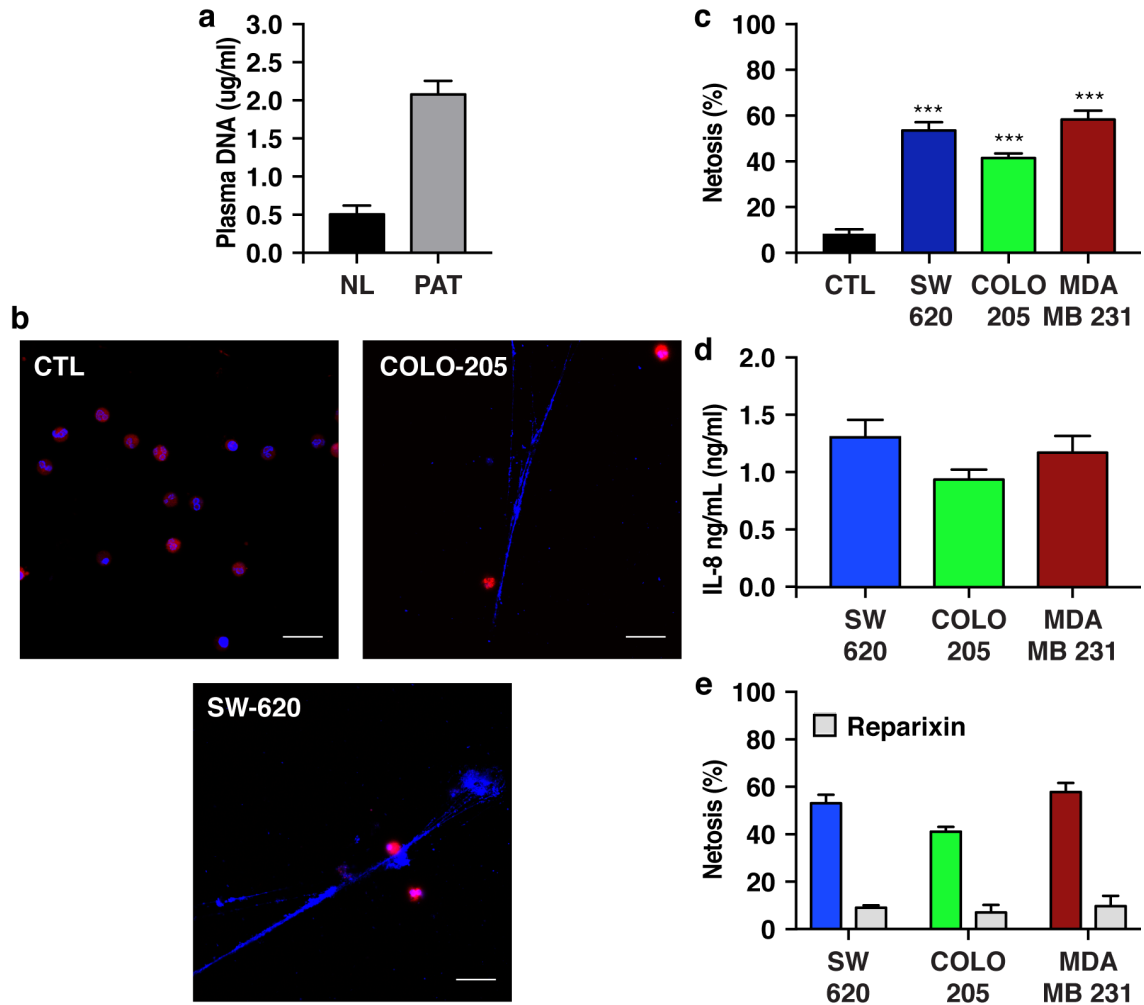 a
Plasma DNA (ug/ml)
3.0
2.5
2.0
1.5
1.0
0.5
0.0
NL PAT
b
CTL
COLO-205
SW-620
c
Netosis (%)
100
80
60
40
20
0
*** *** ***
CTL SW COLO MDA
620 205 MB 231
d
IL-8 ng/mL (ng/ml)
2.0
1.5
1.0
0.5
0.0
SW COLO MDA
620 205 MB 231
e
Netosis (%)
100
80
60
40
20
0
Reparixin
SW COLO MDA
620 205 MB 231